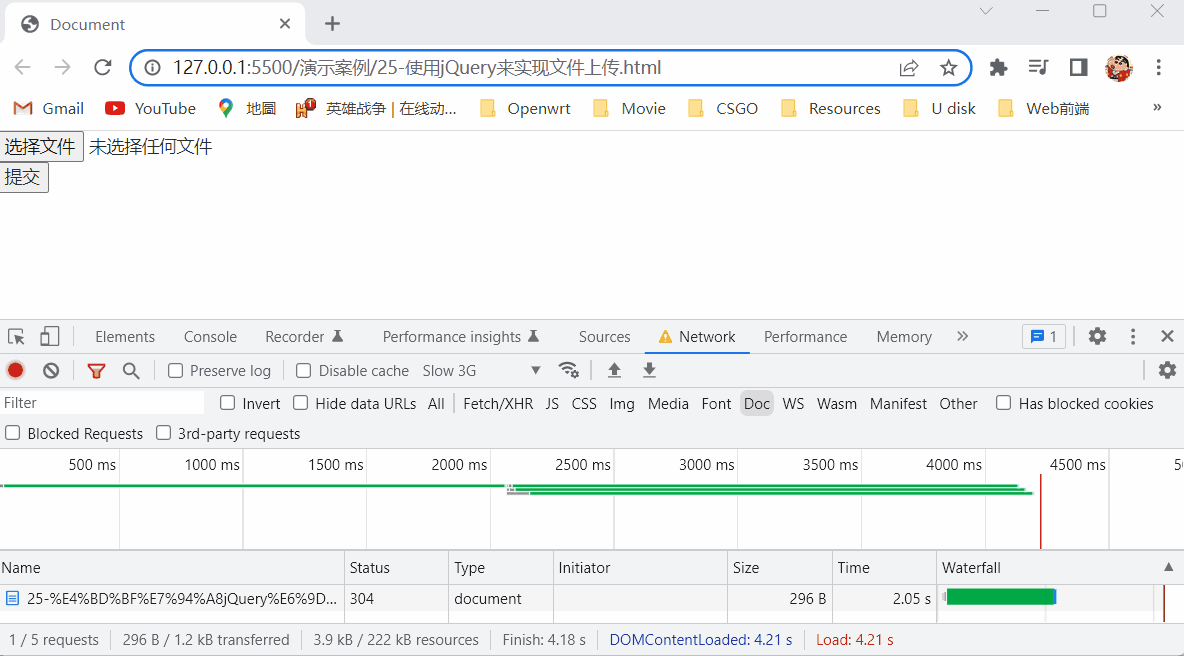 Document
127.0.0.1:5500/演示案例/25-使用jQuery来实现文件上传.html
Gmail YouTube 地圖 英雄战争 | 在线动... Openwrt Movie CSGO Resources U disk Web前端 »
选择文件 未选择任何文件
提交
Elements Console Recorder Performance insights Sources Network Performance Memory » 1
Preserve log Disable cache Slow 3G
Filter Invert Hide data URLs All Fetch/XHR JS CSS Img Media Font Doc WS Wasm Manifest Other Has blocked cookies
Blocked Requests 3rd-party requests
500 ms 1000 ms 1500 ms 2000 ms 2500 ms 3000 ms 3500 ms 4000 ms 4500 ms
Name Status Type Initiator Size Time Waterfall
25-%E4%BD%BF%E7%94%A8jQuery%E6%9D... 304 document 296 B 2.05 s
1 / 5 requests 296 B / 1.2 kB transferred 3.9 kB / 222 kB resources Finish: 4.18 s DOMContentLoaded: 4.21 s Load: 4.21 s